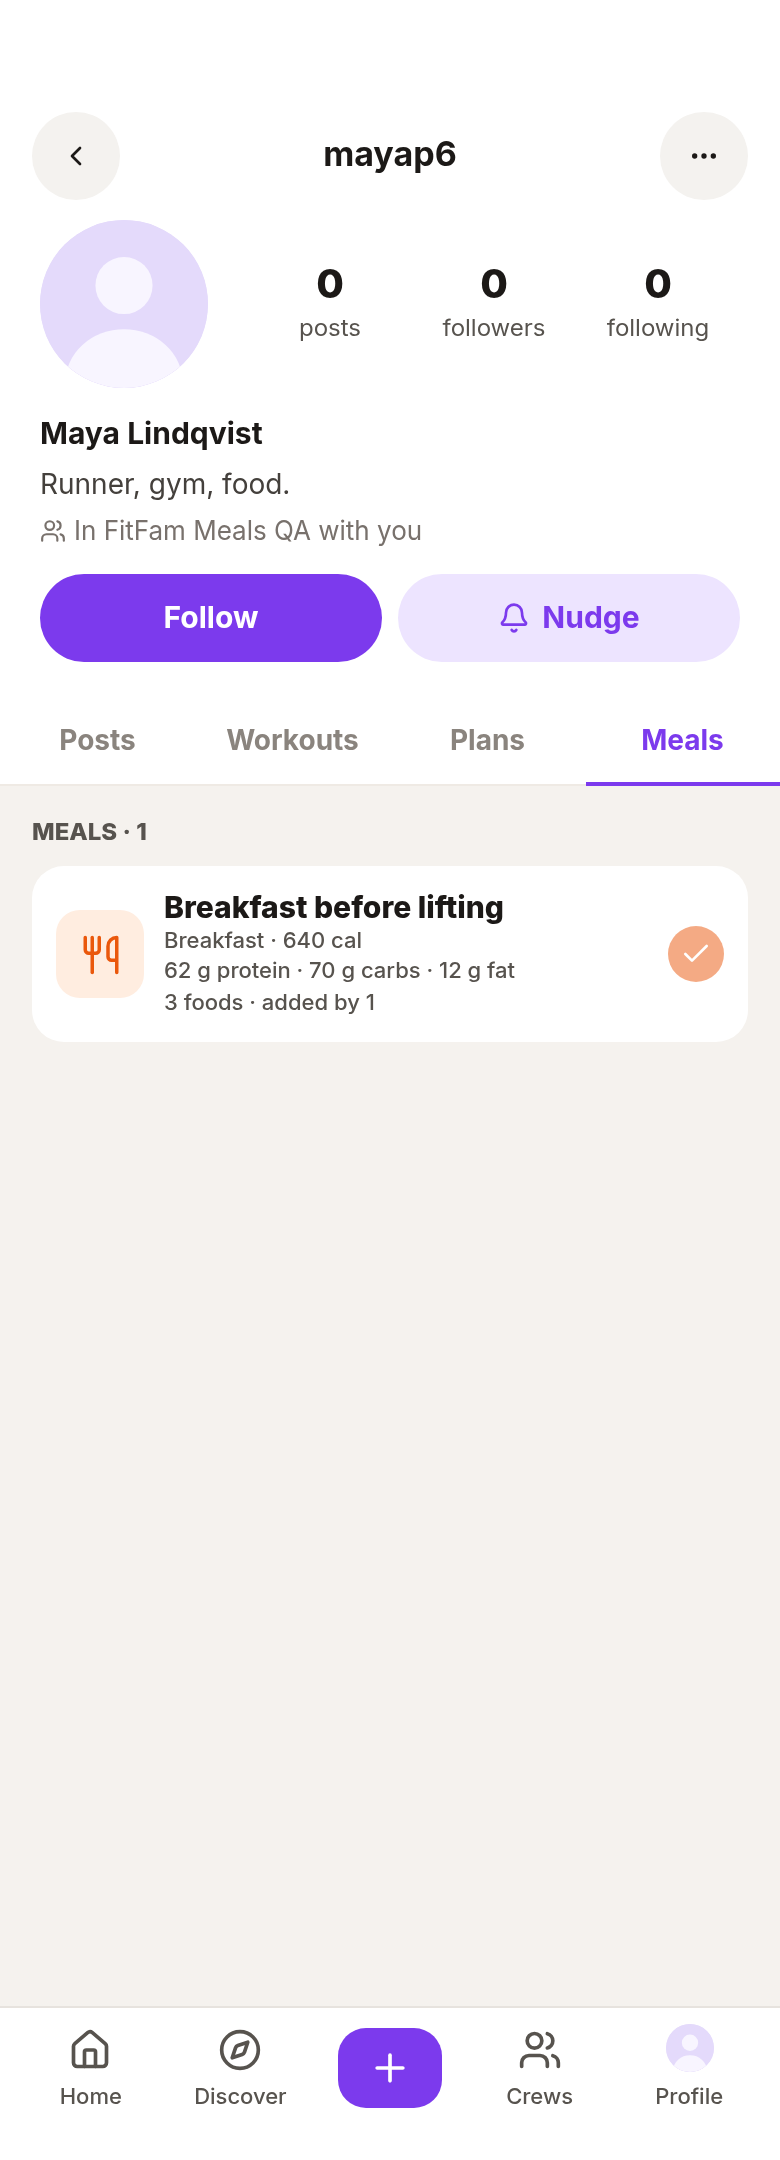 mayap6
0 0 0
posts followers following
Maya Lindqvist
Runner, gym, food.
In FitFam Meals QA with you
Follow Nudge
Posts Workouts Plans Meals
MEALS · 1
Breakfast before lifting
Breakfast · 640 cal
62 g protein · 70 g carbs · 12 g fat
3 foods · added by 1
Home Discover Crews Profile